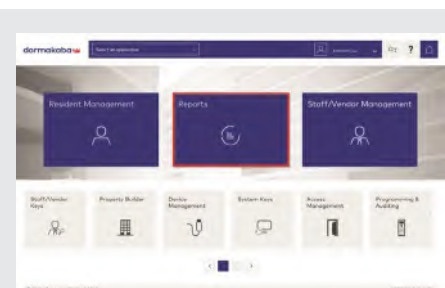 dormakaba
Select an application
?
Resident Management
Reports
Staff/Vendor Management
Staff/Vendor
Keys
Property Builder
Device
Management
System Keys
Access
Management
Programming &
Auditing